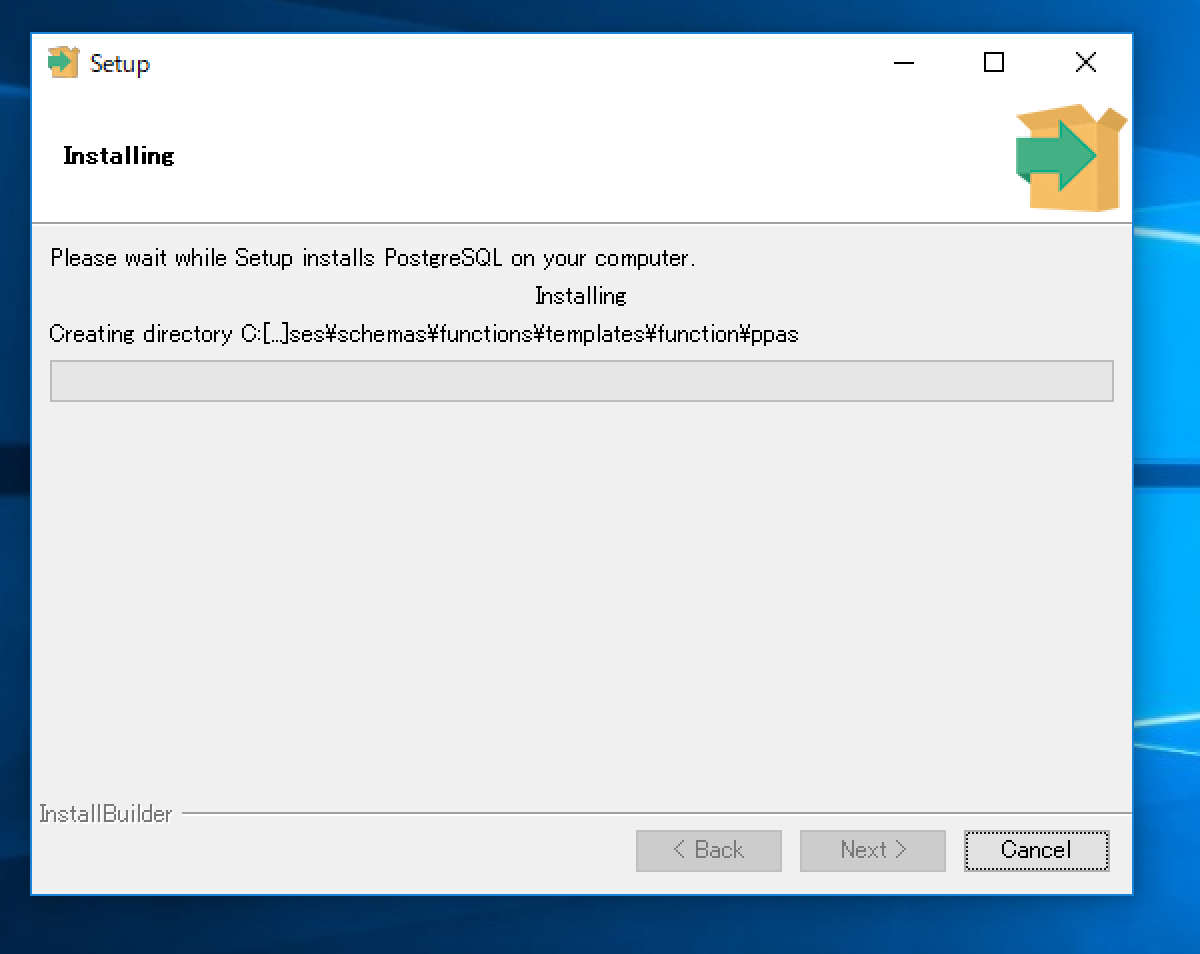 Setup
Installing
Please wait while Setup installs PostgreSQL on your computer.
Installing
Creating directory C:[...]ses¥schemas¥functions¥templates¥function¥ppas
InstallBuilder
< Back
Next >
Cancel